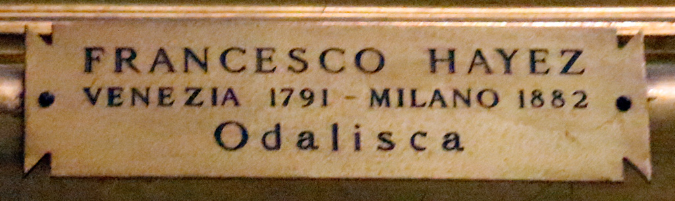 FRANCESCO HAYEZ
VENEZIA 1791 - MILANO 1882
Odalisca